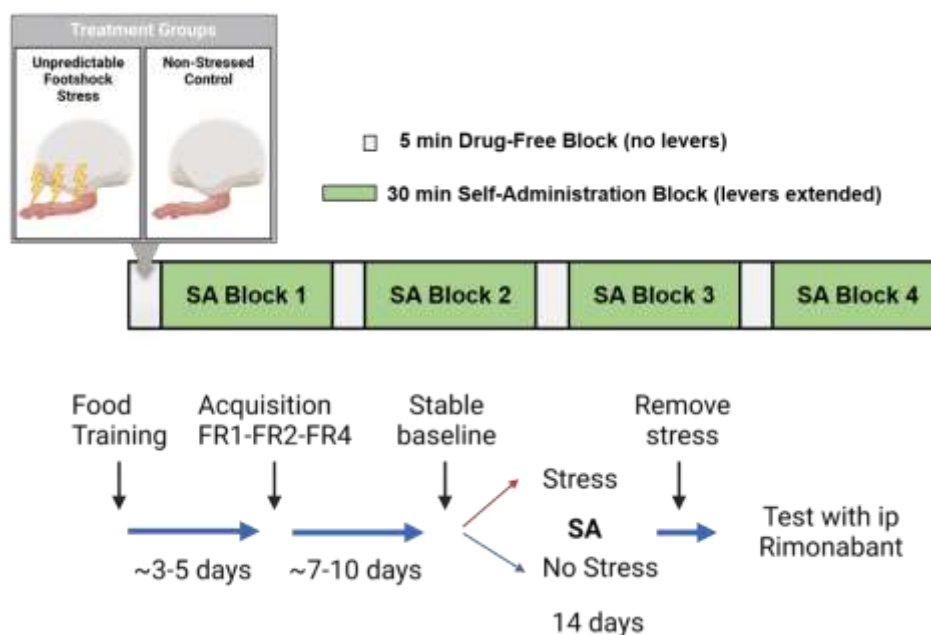 Treatment Groups
Unpredictable
Footshock
Stress
Non-Stressed
Control
5 min Drug-Free Block (no levers)
30 min Self-Administration Block (levers extended)
SA Block 1
SA Block 2
SA Block 3
SA Block 4
Food
Training
Acquisition
FR1-FR2-FR4
Stable
baseline
Remove
stress
Stress
SA
No Stress
Test with ip
Rimonabant
~3-5 days
~7-10 days
14 days